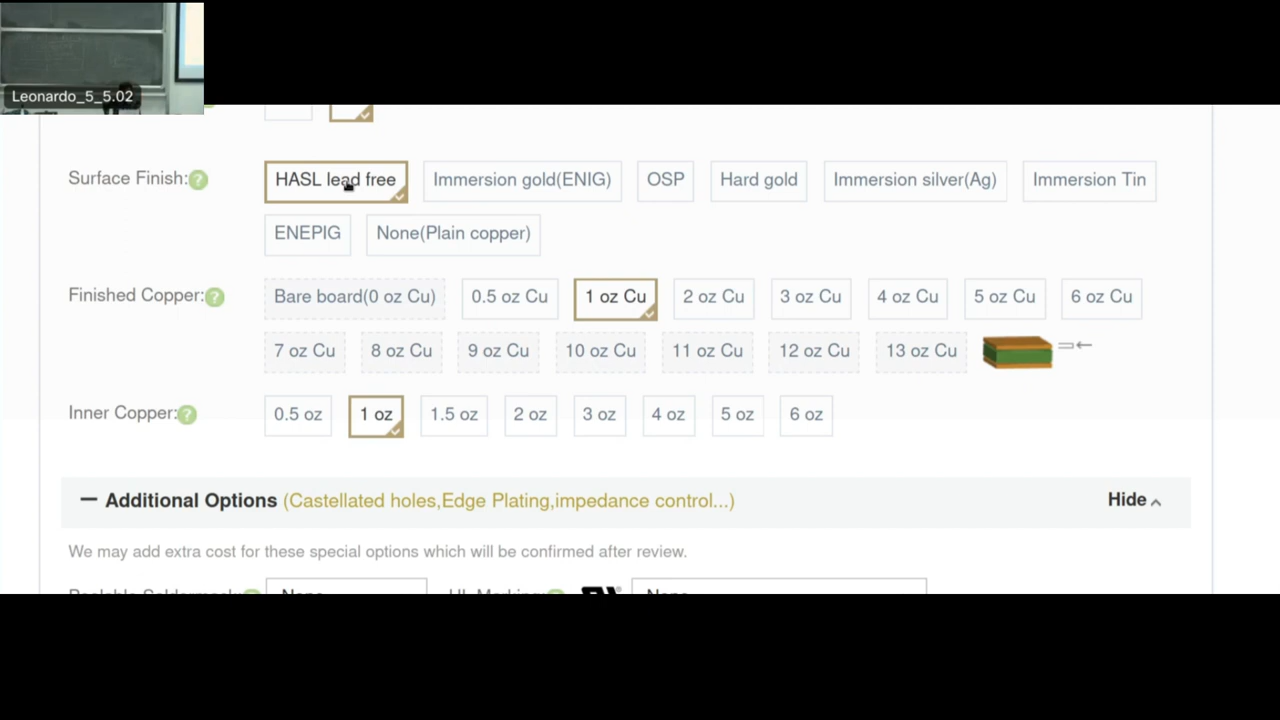 Leonardo_5_5.02
Surface Finish:?
HASL lead free
Immersion gold(ENIG)
OSP
Hard gold
Immersion silver(Ag)
Immersion Tin
ENEPIG
None(Plain copper)
Finished Copper:?
Bare board(0 oz Cu)
0.5 oz Cu
1 oz Cu
2 oz Cu
3 oz Cu
4 oz Cu
5 oz Cu
6 oz Cu
7 oz Cu
8 oz Cu
9 oz Cu
10 oz Cu
11 oz Cu
12 oz Cu
13 oz Cu
Inner Copper:?
0.5 oz
1 oz
1.5 oz
2 oz
3 oz
4 oz
5 oz
6 oz
Additional Options (Castellated holes,Edge Plating,impedance control...)
Hide
We may add extra cost for these special options which will be confirmed after review.